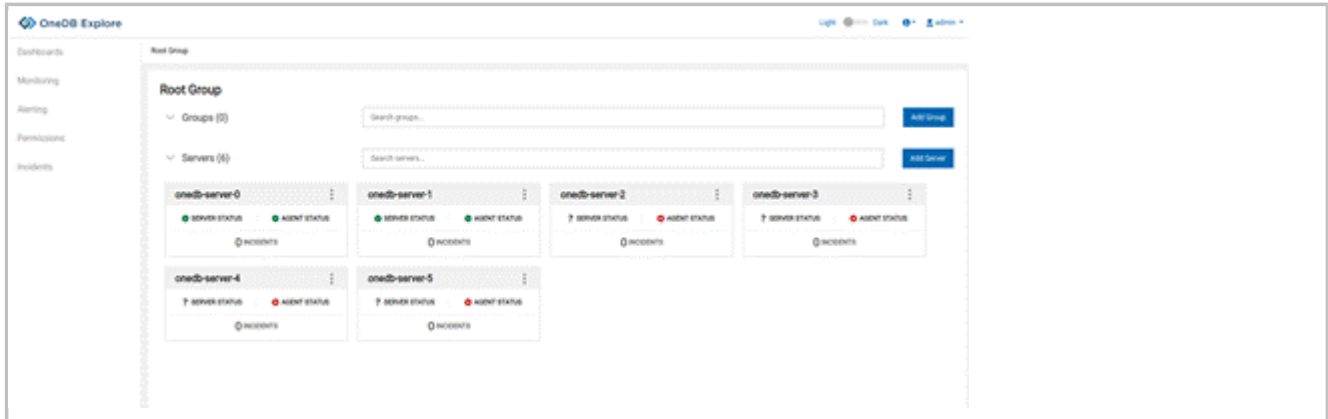 OneDB Explore
Light Dark admin
Dashboards
Monitoring
Alerting
Permissions
Incidents
Root Group
Root Group
Groups (0) Search groups... Add Group
Servers (6) Search servers... Add Server
onedb-server-0 onedb-server-1 onedb-server-2 onedb-server-3
SERVER STATUS AGENT STATUS SERVER STATUS AGENT STATUS ? SERVER STATUS AGENT STATUS ? SERVER STATUS AGENT STATUS
0 INCIDENTS 0 INCIDENTS 0 INCIDENTS 0 INCIDENTS
onedb-server-4 onedb-server-5
? SERVER STATUS AGENT STATUS ? SERVER STATUS AGENT STATUS
0 INCIDENTS 0 INCIDENTS